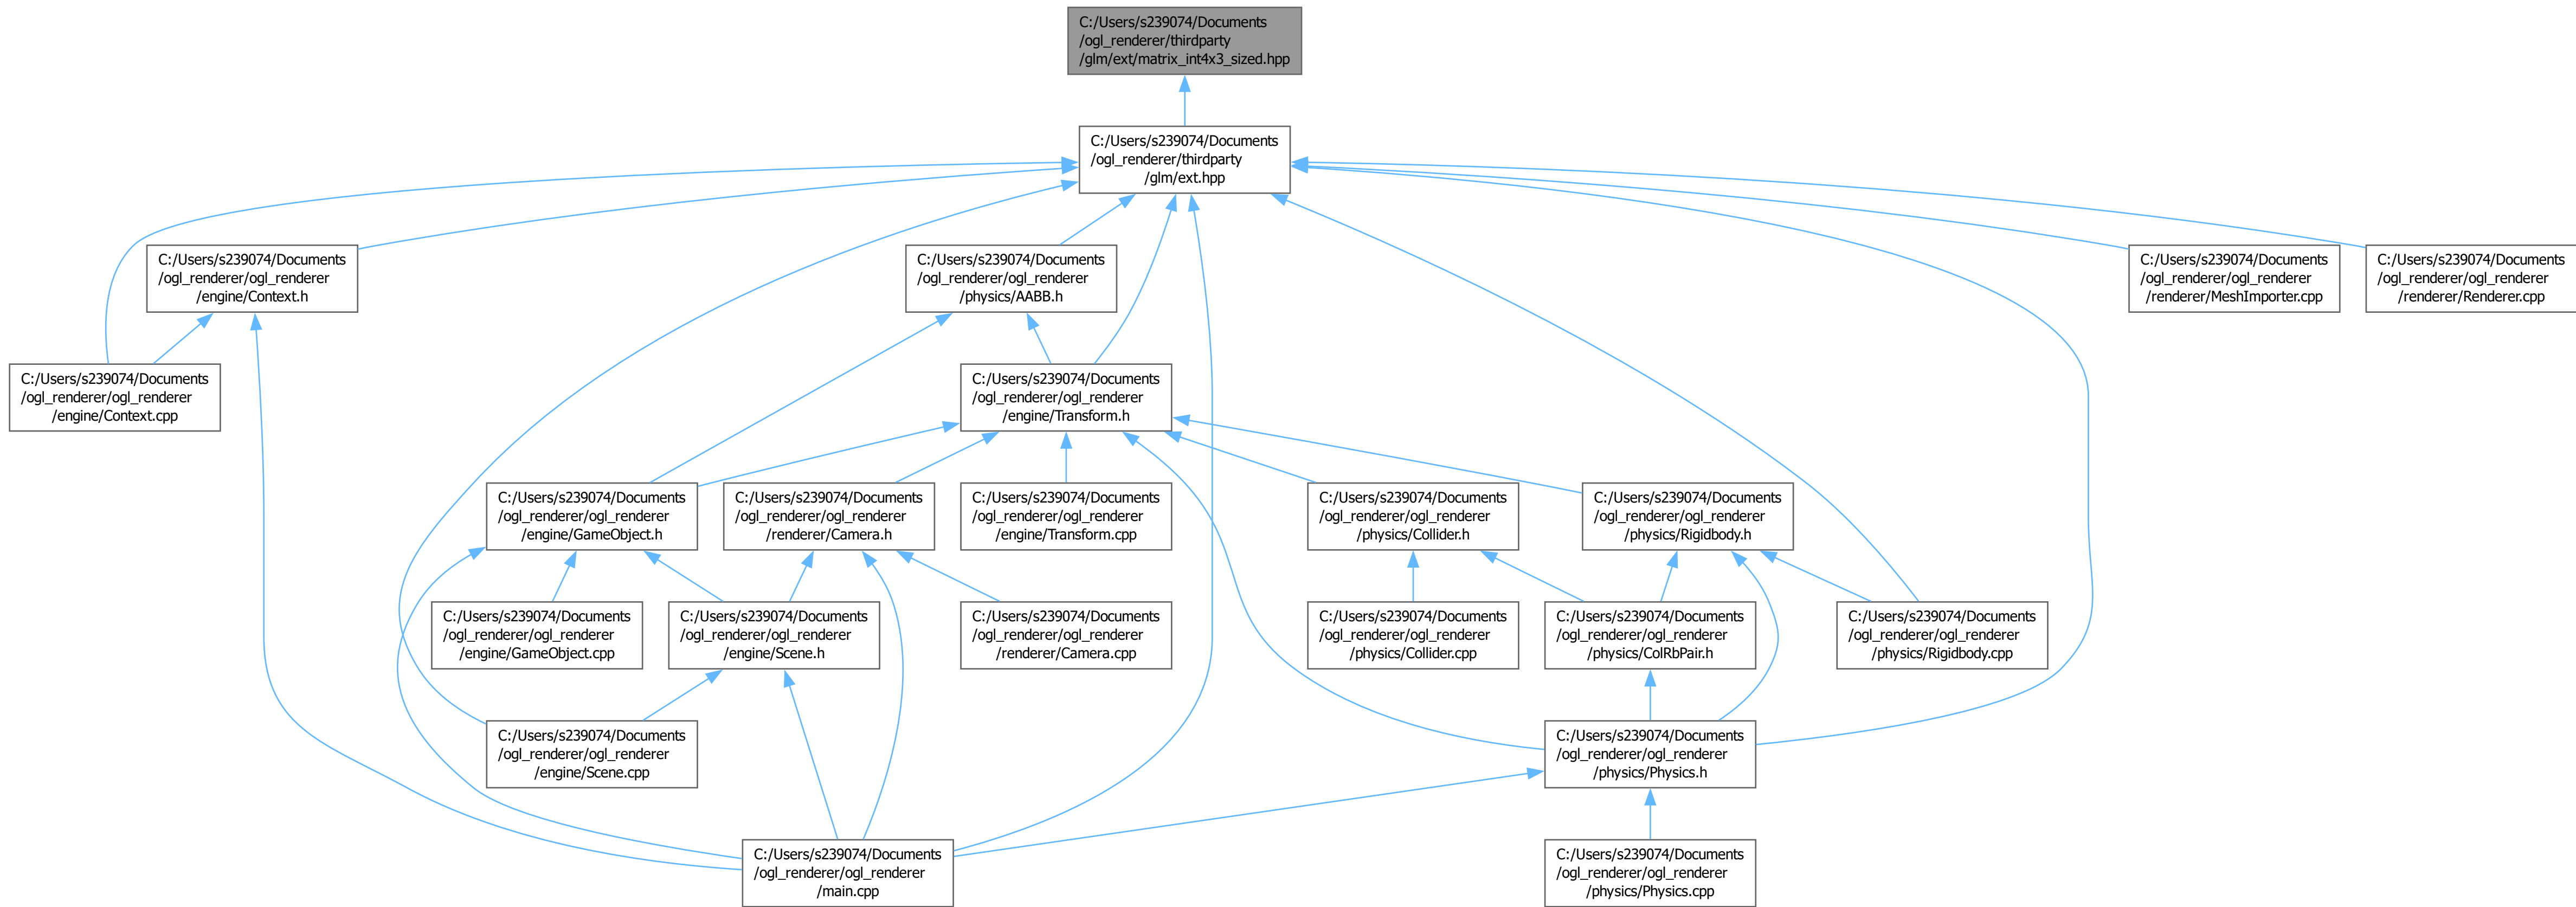 C:/Users/s239074/Documents
/ogl_renderer/thirdparty
/glm/ext/matrix_int4x3_sized.hpp
C:/Users/s239074/Documents
/ogl_renderer/thirdparty
/glm/ext.hpp
C:/Users/s239074/Documents
/ogl_renderer/ogl_renderer
/engine/Context.h
C:/Users/s239074/Documents
/ogl_renderer/ogl_renderer
/physics/AABB.h
C:/Users/s239074/Documents
/ogl_renderer/ogl_renderer
/renderer/MeshImporter.cpp
C:/Users/s239074/Documents
/ogl_renderer/ogl_renderer
/renderer/Renderer.cpp
C:/Users/s239074/Documents
/ogl_renderer/ogl_renderer
/engine/Context.cpp
C:/Users/s239074/Documents
/ogl_renderer/ogl_renderer
/engine/Transform.h
C:/Users/s239074/Documents
/ogl_renderer/ogl_renderer
/engine/GameObject.h
C:/Users/s239074/Documents
/ogl_renderer/ogl_renderer
/renderer/Camera.h
C:/Users/s239074/Documents
/ogl_renderer/ogl_renderer
/engine/Transform.cpp
C:/Users/s239074/Documents
/ogl_renderer/ogl_renderer
/physics/Collider.h
C:/Users/s239074/Documents
/ogl_renderer/ogl_renderer
/physics/Rigidbody.h
C:/Users/s239074/Documents
/ogl_renderer/ogl_renderer
/engine/GameObject.cpp
C:/Users/s239074/Documents
/ogl_renderer/ogl_renderer
/engine/Scene.h
C:/Users/s239074/Documents
/ogl_renderer/ogl_renderer
/renderer/Camera.cpp
C:/Users/s239074/Documents
/ogl_renderer/ogl_renderer
/physics/Collider.cpp
C:/Users/s239074/Documents
/ogl_renderer/ogl_renderer
/physics/ColRbPair.h
C:/Users/s239074/Documents
/ogl_renderer/ogl_renderer
/physics/Rigidbody.cpp
C:/Users/s239074/Documents
/ogl_renderer/ogl_renderer
/engine/Scene.cpp
C:/Users/s239074/Documents
/ogl_renderer/ogl_renderer
/physics/Physics.h
C:/Users/s239074/Documents
/ogl_renderer/ogl_renderer
/main.cpp
C:/Users/s239074/Documents
/ogl_renderer/ogl_renderer
/physics/Physics.cpp